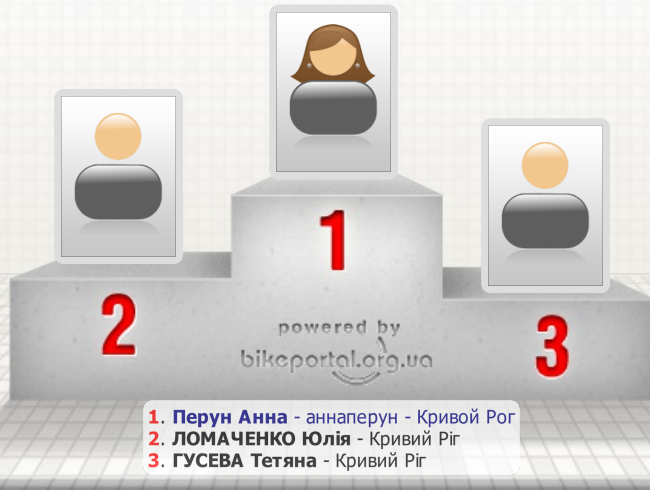 1
2
3
powered by
bikeportal.org.ua
1. Перун Анна - аннаперун - Кривой Рог
2. ЛОМАЧЕНКО Юлія - Кривий Ріг
3. ГУСЕВА Тетяна - Кривий Ріг